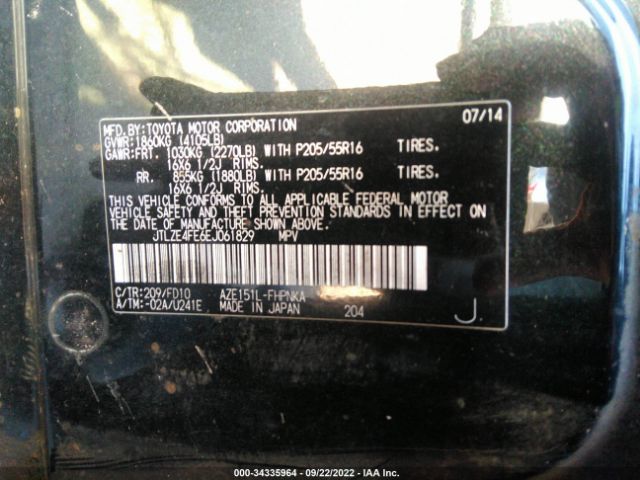 MFD.BY:TOYOTA MOTOR CORPORATION 07/14
GVWR:1860KG (4105LB)
GAWR:FRT. 1030KG (2270LB) WITH P205/55R16 TIRES.
16X6 1/2J RIMS.
RR. 855KG (1880LB) WITH P205/55R16 TIRES.
16X6 1/2J RIMS.
THIS VEHICLE CONFORMS TO ALL APPLICABLE FEDERAL MOTOR
VEHICLE SAFETY AND THEFT PREVENTION STANDARDS IN EFFECT ON
THE DATE OF MANUFACTURE SHOWN ABOVE.
JTLZE4FE6EJ061829 MPV
C/TR:209/FD10 AZE151L-FHPNKA
A/TM:-02A/U241E MADE IN JAPAN 204
J.
000-34335964 - 09/22/2022 - IAA Inc.